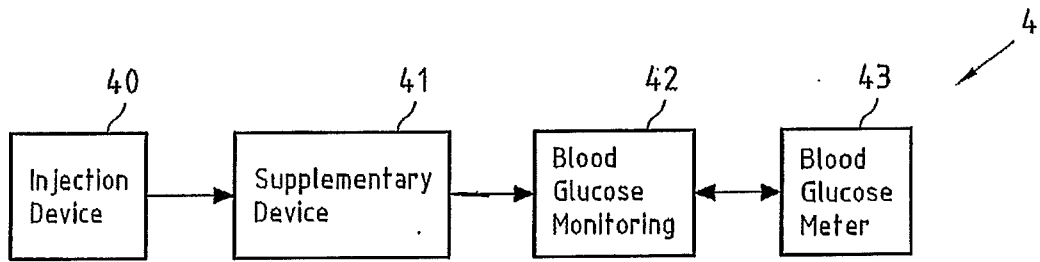 4
40
41
42
43
Injection
Device
Supplementary
Device
Blood
Glucose
Monitoring
Blood
Glucose
Meter